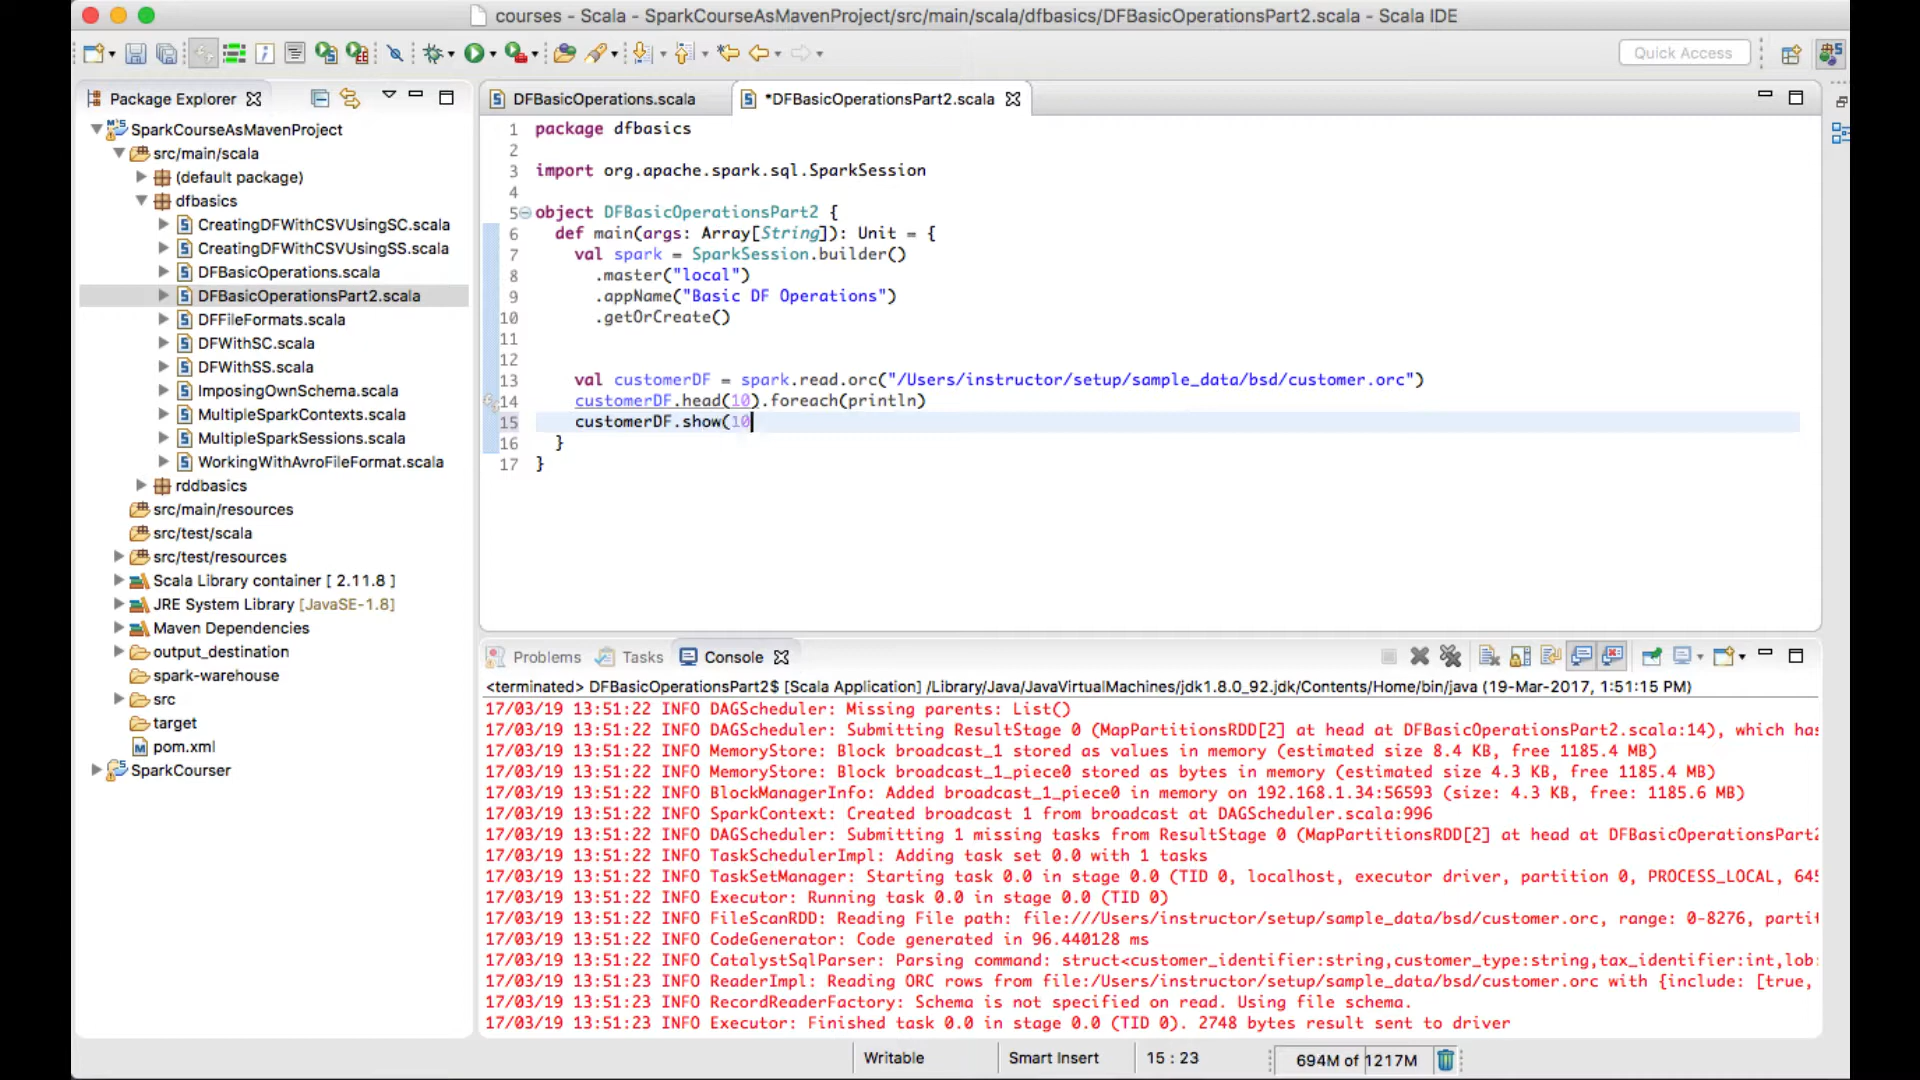 courses - Scala - SparkCourseAsMavenProject/src/main/scala/dfbasics/DFBasicOperationsPart2.scala - Scala IDE
Quick Access
Package Explorer
SparkCourseAsMavenProject
src/main/scala
(default package)
dfbasics
CreatingDFWithCSVUsingSC.scala
CreatingDFWithCSVUsingSS.scala
DFBasicOperations.scala
DFBasicOperationsPart2.scala
DFFileFormats.scala
DFWithSC.scala
DFWithSS.scala
ImposingOwnSchema.scala
MultipleSparkContexts.scala
MultipleSparkSessions.scala
WorkingWithAvroFileFormat.scala
rddbasics
src/main/resources
src/test/scala
src/test/resources
Scala Library container [ 2.11.8 ]
JRE System Library [JavaSE-1.8]
Maven Dependencies
output_destination
spark-warehouse
src
target
pom.xml
SparkCourser
DFBasicOperations.scala
*DFBasicOperationsPart2.scala
1 package dfbasics
2
3 import org.apache.spark.sql.SparkSession
4
5 object DFBasicOperationsPart2 {
6 def main(args: Array[String]): Unit = {
7 val spark = SparkSession.builder()
8 .master("local")
9 .appName("Basic DF Operations")
10 .getOrCreate()
11
12
13 val customerDF = spark.read.orc("/Users/instructor/setup/sample_data/bsd/customer.orc")
14 customerDF.head(10).foreach(println)
15 customerDF.show(10
16 }
17 }
Problems Tasks Console
<terminated> DFBasicOperationsPart2$ [Scala Application] /Library/Java/JavaVirtualMachines/jdk1.8.0_92.jdk/Contents/Home/bin/java (19-Mar-2017, 1:51:15 PM)
17/03/19 13:51:22 INFO DAGScheduler: Missing parents: List()
17/03/19 13:51:22 INFO DAGScheduler: Submitting ResultStage 0 (MapPartitionsRDD[2] at head at DFBasicOperationsPart2.scala:14), which has
17/03/19 13:51:22 INFO MemoryStore: Block broadcast_1 stored as values in memory (estimated size 8.4 KB, free 1185.4 MB)
17/03/19 13:51:22 INFO MemoryStore: Block broadcast_1_piece0 stored as bytes in memory (estimated size 4.3 KB, free 1185.4 MB)
17/03/19 13:51:22 INFO BlockManagerInfo: Added broadcast_1_piece0 in memory on 192.168.1.34:56593 (size: 4.3 KB, free: 1185.6 MB)
17/03/19 13:51:22 INFO SparkContext: Created broadcast 1 from broadcast at DAGScheduler.scala:996
17/03/19 13:51:22 INFO DAGScheduler: Submitting 1 missing tasks from ResultStage 0 (MapPartitionsRDD[2] at head at DFBasicOperationsPart2
17/03/19 13:51:22 INFO TaskSchedulerImpl: Adding task set 0.0 with 1 tasks
17/03/19 13:51:22 INFO TaskSetManager: Starting task 0.0 in stage 0.0 (TID 0, localhost, executor driver, partition 0, PROCESS_LOCAL, 645
17/03/19 13:51:22 INFO Executor: Running task 0.0 in stage 0.0 (TID 0)
17/03/19 13:51:22 INFO FileScanRDD: Reading File path: file:///Users/instructor/setup/sample_data/bsd/customer.orc, range: 0-8276, partit
17/03/19 13:51:22 INFO CodeGenerator: Code generated in 96.440128 ms
17/03/19 13:51:22 INFO CatalystSqlParser: Parsing command: struct<customer_identifier:string,customer_type:string,tax_identifier:int,lob:
17/03/19 13:51:23 INFO ReaderImpl: Reading ORC rows from file:/Users/instructor/setup/sample_data/bsd/customer.orc with {include: [true,
17/03/19 13:51:23 INFO RecordReaderFactory: Schema is not specified on read. Using file schema.
17/03/19 13:51:23 INFO Executor: Finished task 0.0 in stage 0.0 (TID 0). 2748 bytes result sent to driver
Writable Smart Insert 15 : 23 694M of 1217M